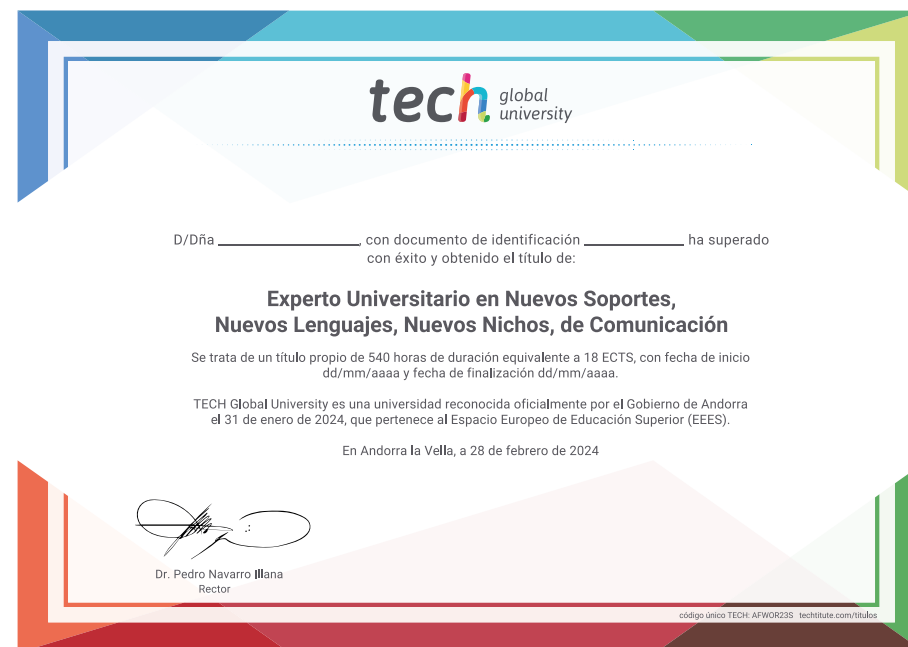 tech global university
D/Dña ____________________, con documento de identificación ______________ ha superado
con éxito y obtenido el título de:
Experto Universitario en Nuevos Soportes,
Nuevos Lenguajes, Nuevos Nichos, de Comunicación
Se trata de un título propio de 540 horas de duración equivalente a 18 ECTS, con fecha de inicio
dd/mm/aaaa y fecha de finalización dd/mm/aaaa.
TECH Global University es una universidad reconocida oficialmente por el Gobierno de Andorra
el 31 de enero de 2024, que pertenece al Espacio Europeo de Educación Superior (EEES).
En Andorra la Vella, a 28 de febrero de 2024
Dr. Pedro Navarro Illana
Rector
código único TECH: AFWOR23S techtitute.com/titulos